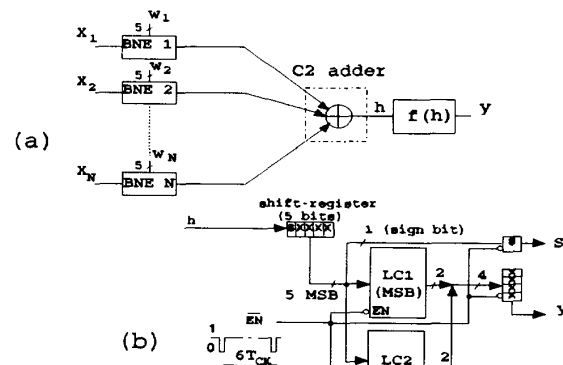 X1 5 W1
BNE 1
X2 5 W2
BNE 2
C2 adder
h f(h) y
(a)
XN 5 WN
BNE N
shift-register
(5 bits)
h
S X X X X
1 (sign bit)
S
5 MSB
LC1
(MSB)
2 4
EN
X
X
X
y
EN
1
0
6TCK
(b)
LC2
2